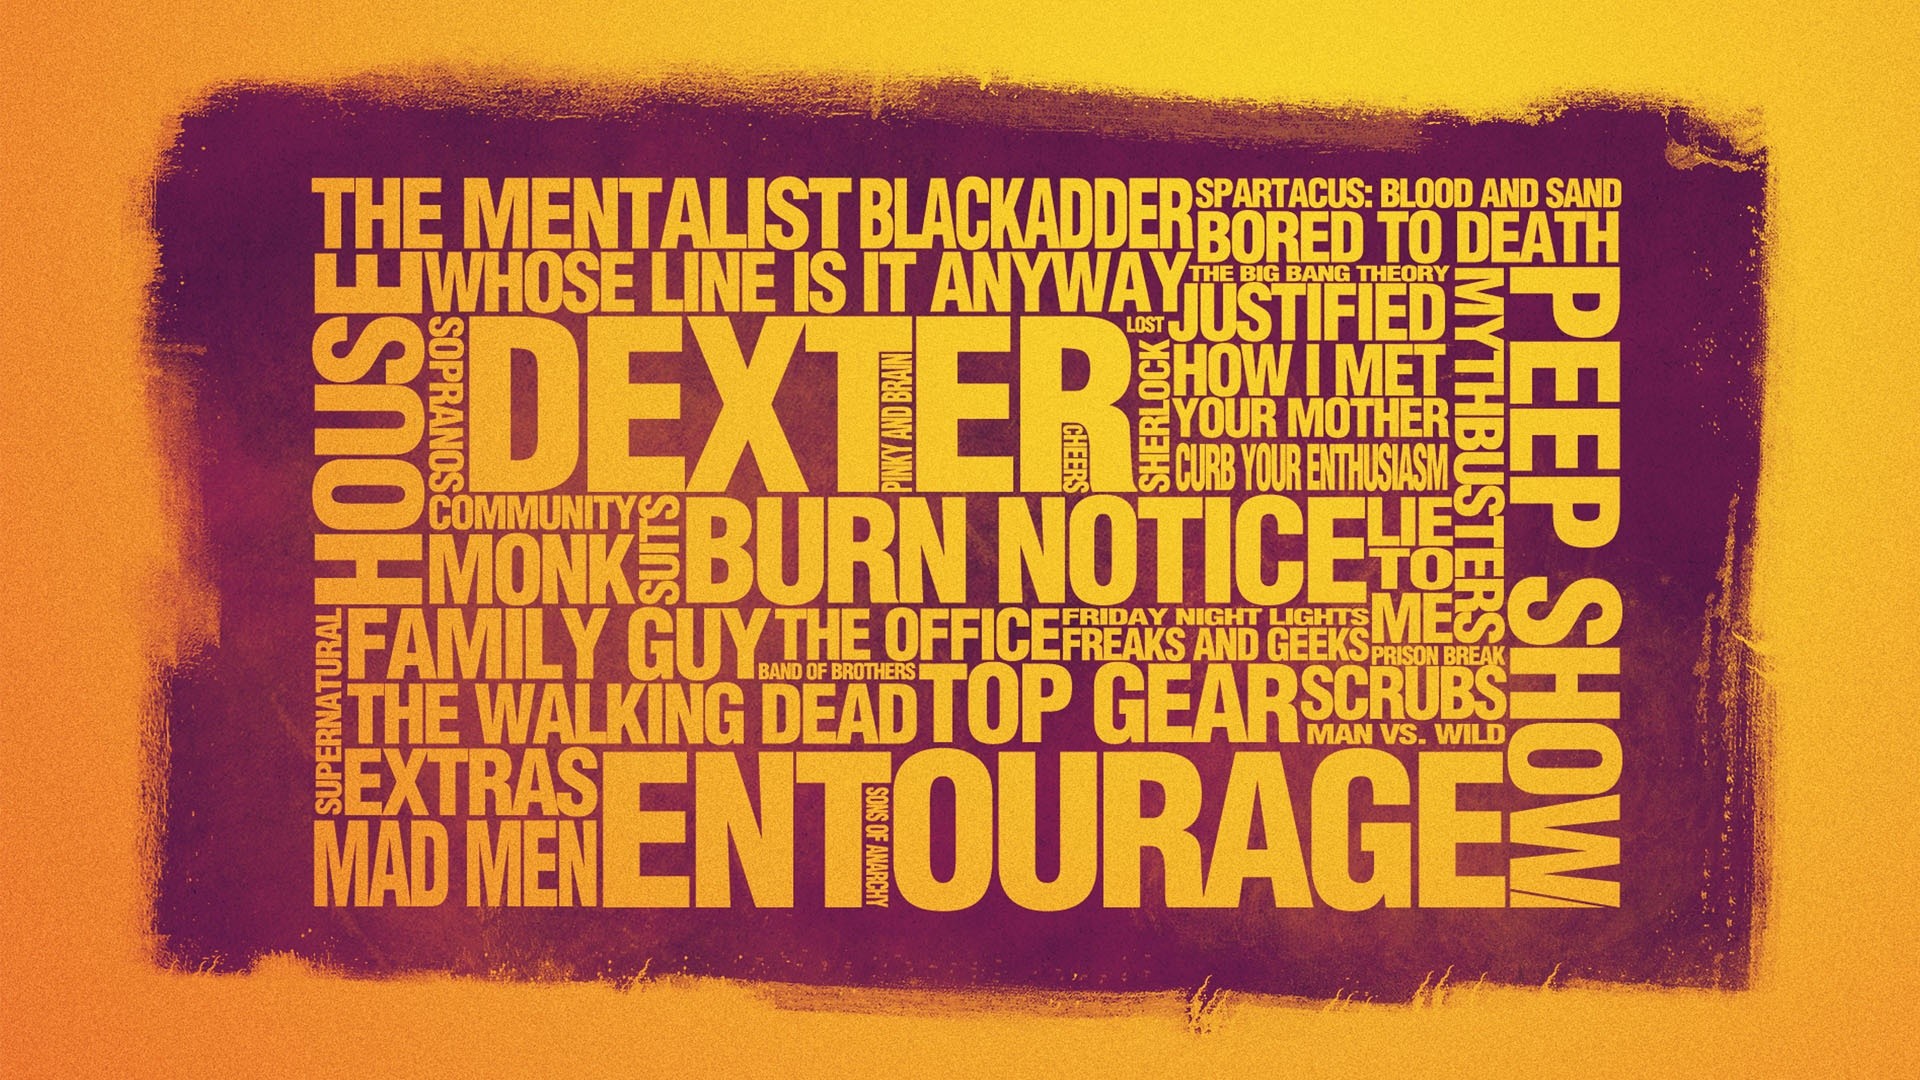 THE MENTALIST
BLACKADDER
SPARTACUS: BLOOD AND SAND
BORED TO DEATH
HOUSE
WHOSE LINE IS IT ANYWAY
THE BIG BANG THEORY
JUSTIFIED
MYTHBUSTERS
PEEP SHOW
SOPRANOS
DEXTER
PINKY AND BRAIN
CHEERS
LOST
SHERLOCK
HOW I MET
YOUR MOTHER
CURB YOUR ENTHUSIASM
COMMUNITY
MONK
SUITS
BURN NOTICE
LIE
TO
ME
SUPERNATURAL
FAMILY GUY
THE OFFICE
FRIDAY NIGHT LIGHTS
FREAKS AND GEEKS
PRISON BREAK
BAND OF BROTHERS
THE WALKING DEAD
TOP GEAR
SCRUBS
MAN VS. WILD
EXTRAS
MAD MEN
ENTOURAGE
SONS OF ANARCHY